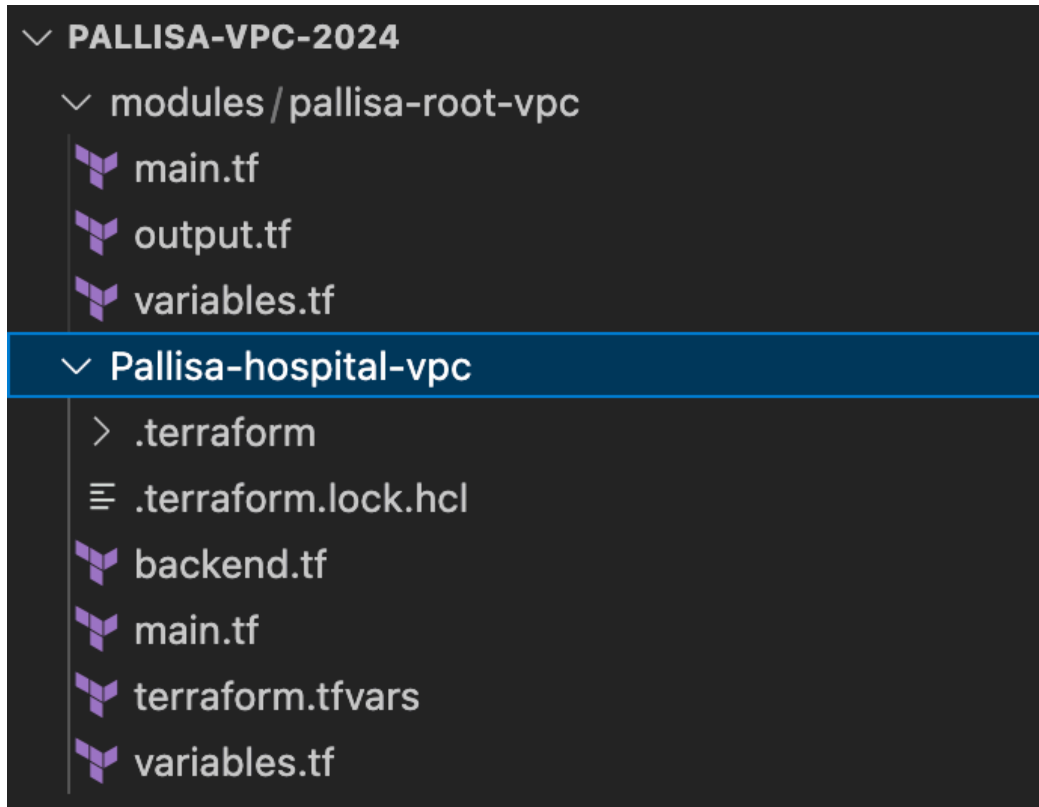 PALLISA-VPC-2024
modules/pallisa-root-vpc
main.tf
output.tf
variables.tf
Pallisa-hospital-vpc
.terraform
.terraform.lock.hcl
backend.tf
main.tf
terraform.tfvars
variables.tf